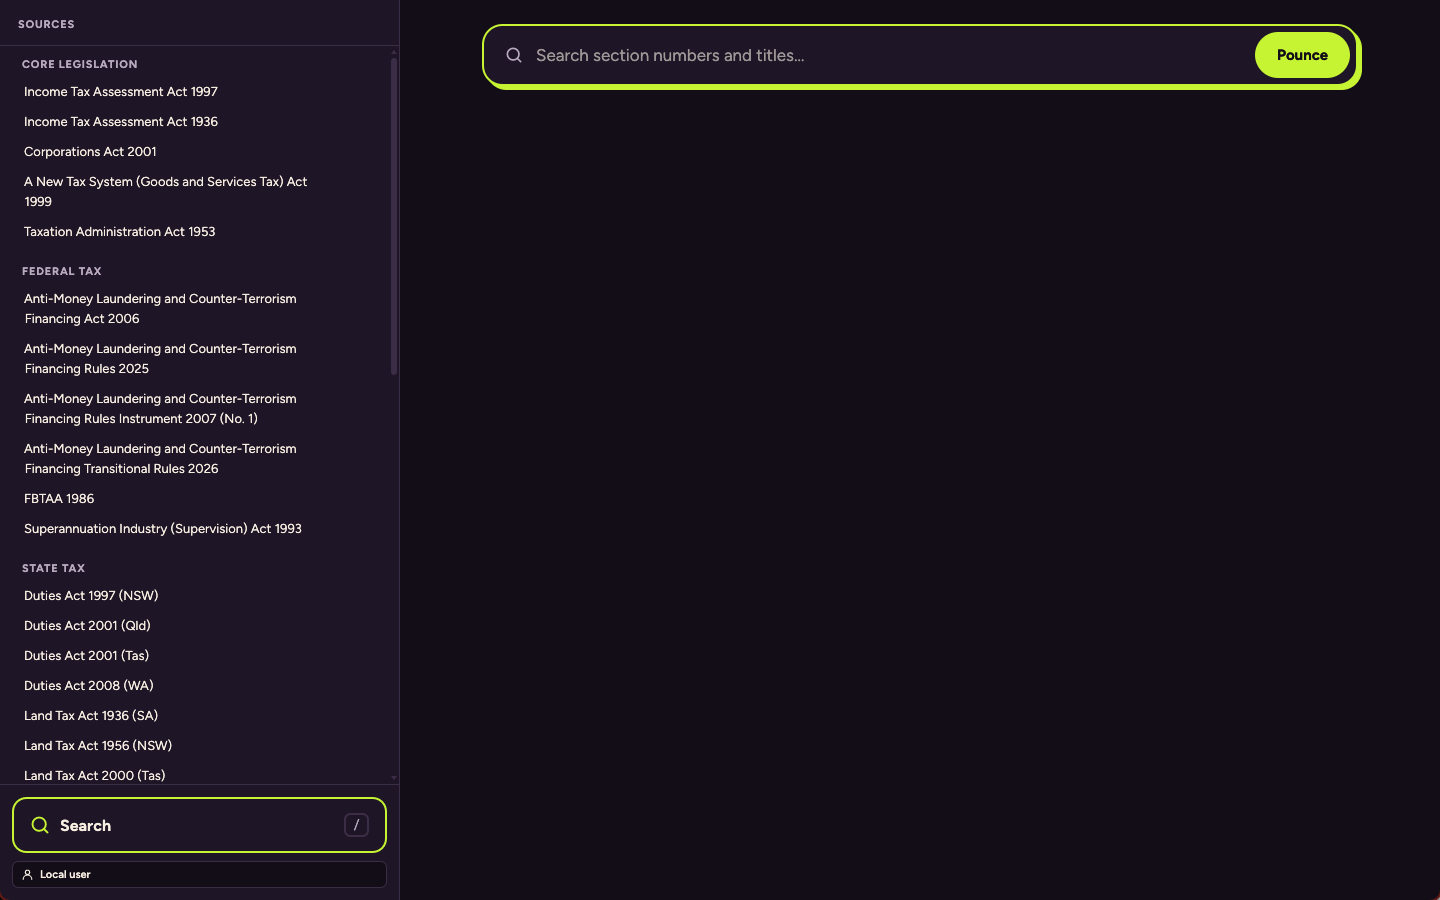 SOURCES
CORE LEGISLATION
Income Tax Assessment Act 1997
Income Tax Assessment Act 1936
Corporations Act 2001
A New Tax System (Goods and Services Tax) Act
1999
Taxation Administration Act 1953
FEDERAL TAX
Anti-Money Laundering and Counter-Terrorism
Financing Act 2006
Anti-Money Laundering and Counter-Terrorism
Financing Rules 2025
Anti-Money Laundering and Counter-Terrorism
Financing Rules Instrument 2007 (No. 1)
Anti-Money Laundering and Counter-Terrorism
Financing Transitional Rules 2026
FBTAA 1986
Superannuation Industry (Supervision) Act 1993
STATE TAX
Duties Act 1997 (NSW)
Duties Act 2001 (Qld)
Duties Act 2001 (Tas)
Duties Act 2008 (WA)
Land Tax Act 1936 (SA)
Land Tax Act 1956 (NSW)
Land Tax Act 2000 (Tas)
Search /
Local user
Search section numbers and titles... Pounce